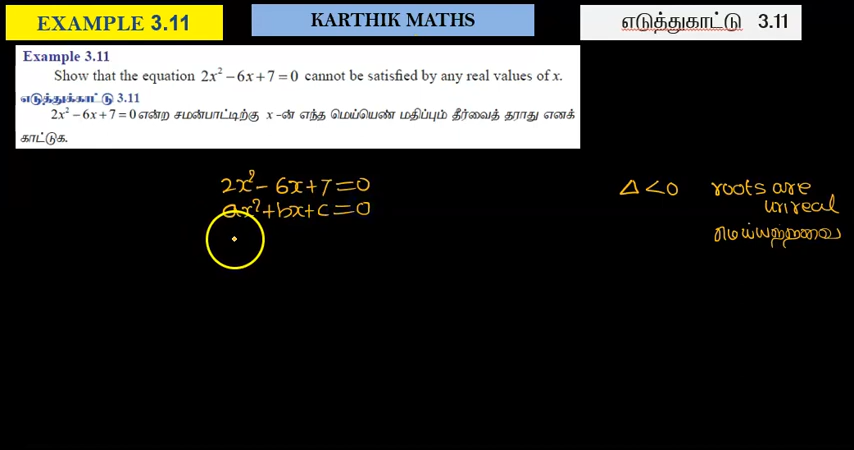 EXAMPLE 3.11
KARTHIK MATHS
எடுத்துகாட்டு 3.11
Example 3.11
Show that the equation 2x² − 6x + 7 = 0 cannot be satisfied by any real values of x.
எடுத்துக்காட்டு 3.11
2x² − 6x + 7 = 0 என்ற சமன்பாட்டிற்கு x -ன் எந்த மெய்யெண் மதிப்பும் தீர்வைத் தராது எனக்
காட்டுக.
2x² − 6x + 7 = 0
ax² + bx + c = 0
Δ < 0 roots are
unreal
மெய்யற்றவை